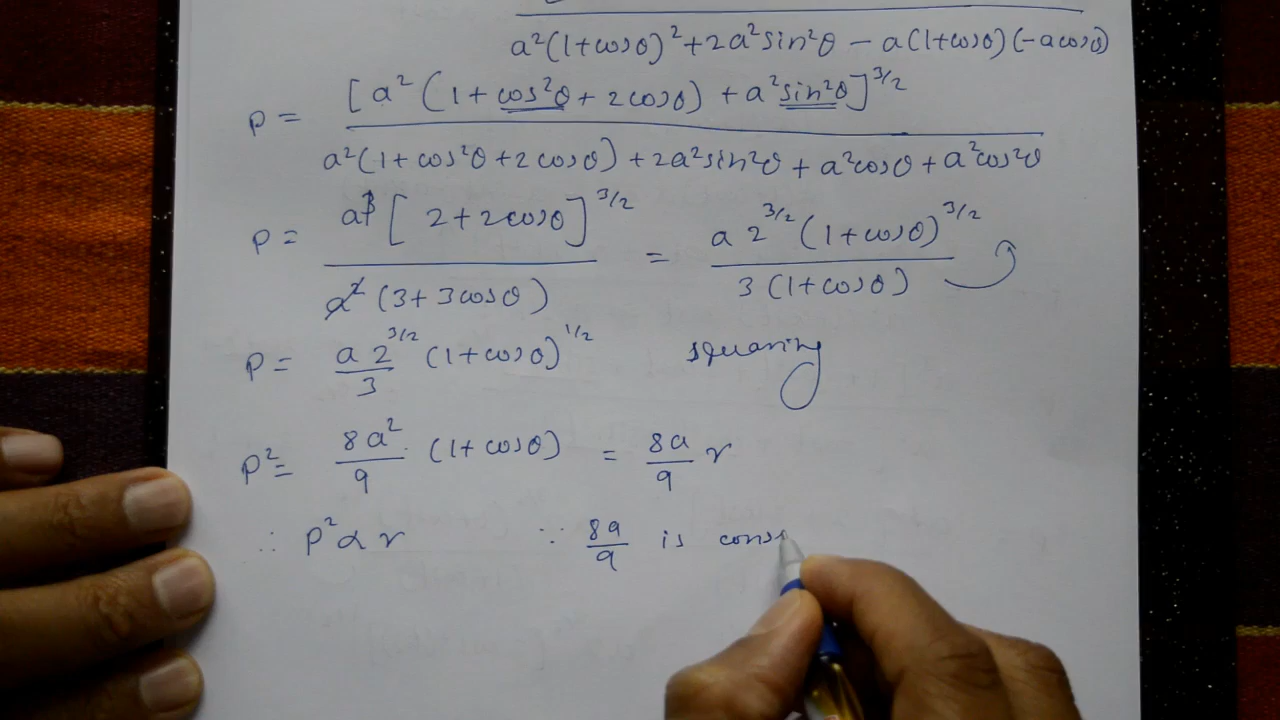 a²(1+cosθ)²+2a²sin²θ − a(1+cosθ)(-acosθ)
ρ = [a²(1+cos²θ+2cosθ) +a²sin²θ]^3/2
a²(1+cos²θ+2cosθ)+2a²sin²θ + a²cosθ+a²cos²θ
ρ = a³[2+2cosθ]^3/2 / a²(3+3cosθ) = a 2^3/2 (1+cosθ)^3/2 / 3(1+cosθ)
ρ = a 2^3/2 / 3 (1+cosθ)^1/2 squaring
ρ² = 8a²/9 . (1+cosθ) = 8a/9 r
∴ ρ² α r ∵ 8a/9 is cons